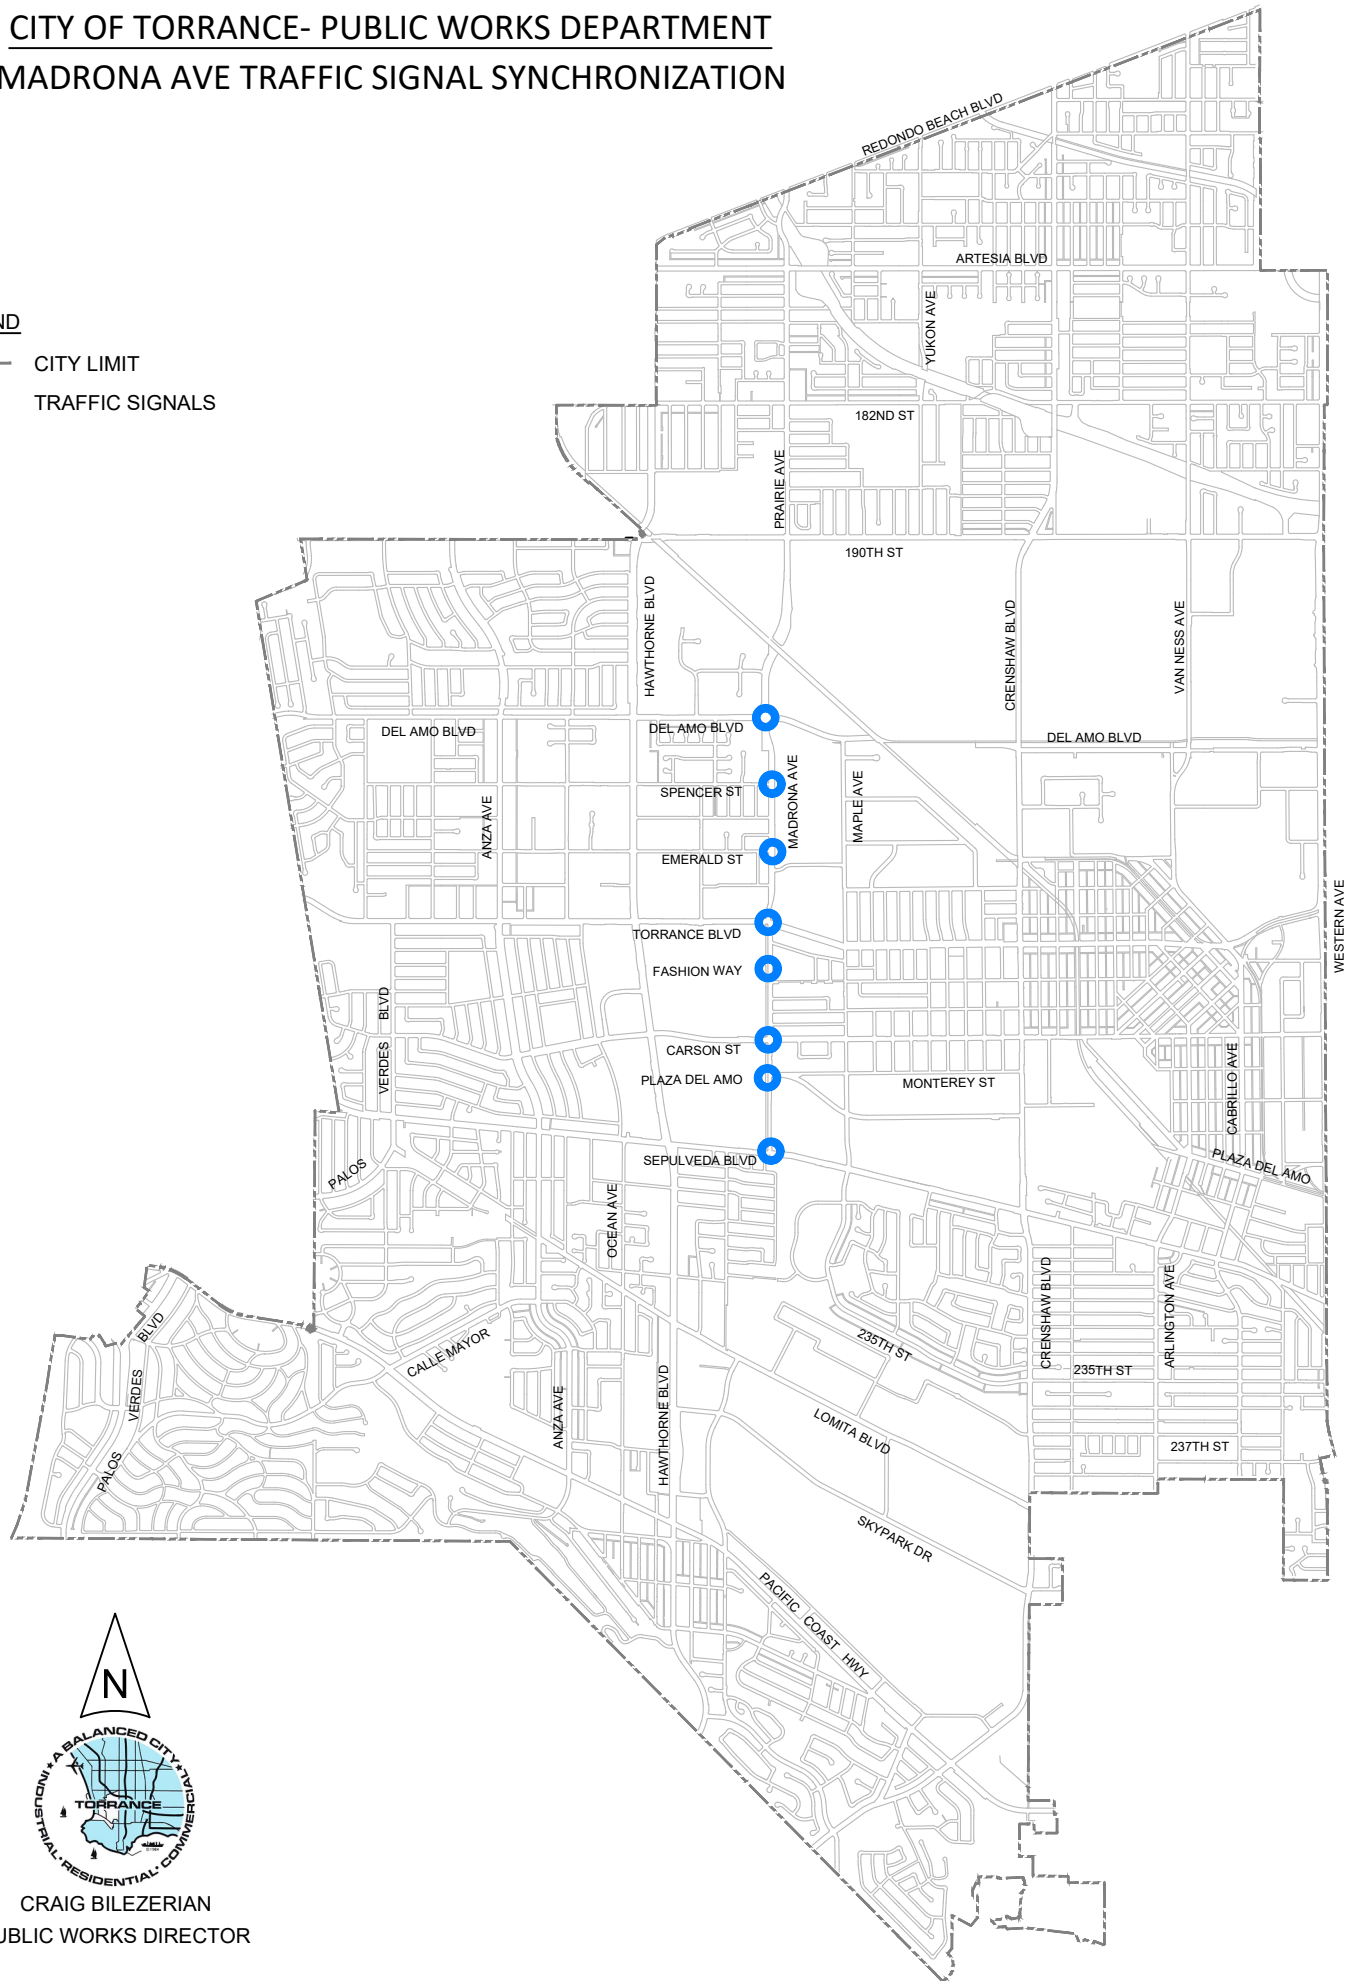 CITY OF TORRANCE- PUBLIC WORKS DEPARTMENT
MADRONA AVE TRAFFIC SIGNAL SYNCHRONIZATION
REDONDO BEACH BLVD
ARTESIA BLVD
YUKON AVE
ND
CITY LIMIT
TRAFFIC SIGNALS
182ND ST
PRAIRIE AVE
190TH ST
HAWTHORNE BLVD
CRENSHAW BLVD
VAN NESS AVE
DEL AMO BLVD
DEL AMO BLVD
DEL AMO BLVD
SPENCER ST
MADRONA AVE
MAPLE AVE
ANZA AVE
EMERALD ST
WESTERN AVE
TORRANCE BLVD
FASHION WAY
VERDES BLVD
CARSON ST
PLAZA DEL AMO
MONTEREY ST
CABRILLO AVE
SEPULVEDA BLVD
PLAZA DEL AMO
PALOS
OCEAN AVE
CRENSHAW BLVD
ARLINGTON AVE
BLVD
CALLE MAYOR
235TH ST
235TH ST
VERDES
ANZA AVE
HAWTHORNE BLVD
LOMITA BLVD
237TH ST
PALOS
SKYPARK DR
PACIFIC COAST HWY
N
A BALANCED CITY
INDUSTRIAL • RESIDENTIAL • COMMERCIAL
TORRANCE
CRAIG BILEZERIAN
UBLIC WORKS DIRECTOR